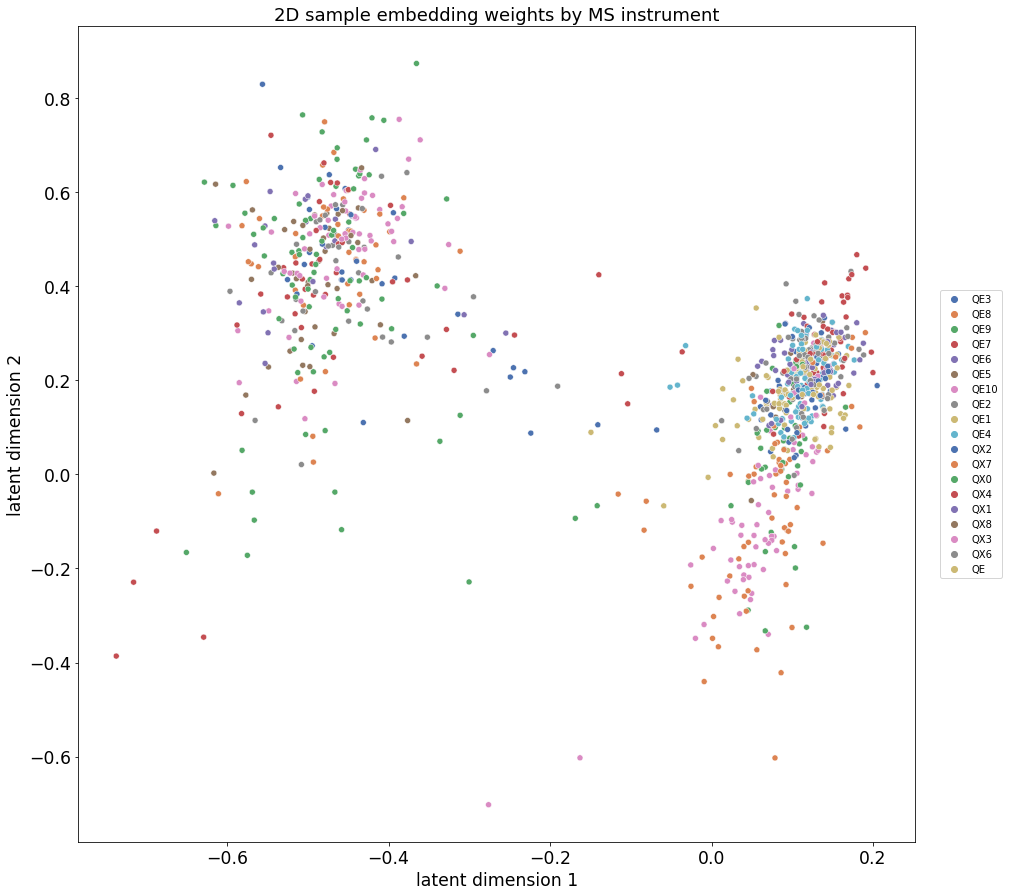 2D sample embedding weights by MS instrument
latent dimension 2
0.8
0.6
0.4
0.2
0.0
−0.2
−0.4
−0.6
−0.6
−0.4
−0.2
0.0
0.2
latent dimension 1
QE3
QE8
QE9
QE7
QE6
QE5
QE10
QE2
QE1
QE4
QX2
QX7
QX0
QX4
QX1
QX8
QX3
QX6
QE